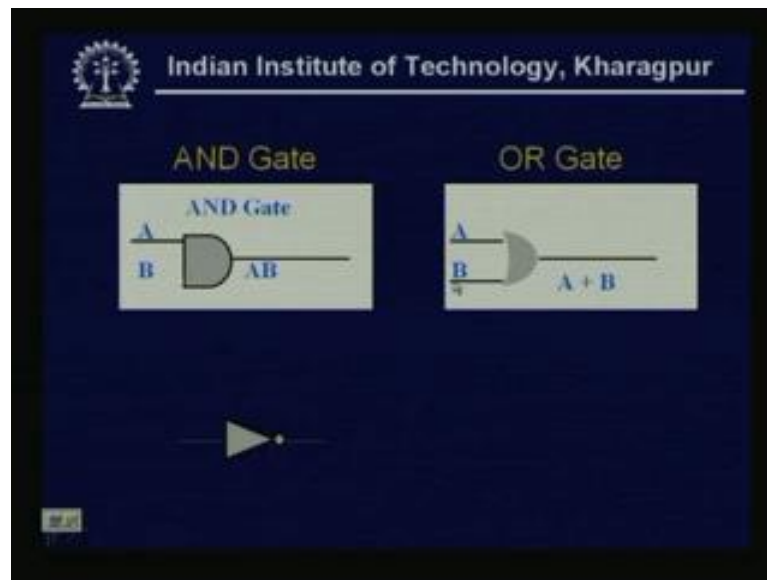 Indian Institute of Technology, Kharagpur
AND Gate
OR Gate
AND Gate
A
B
AB
A
B
A + B